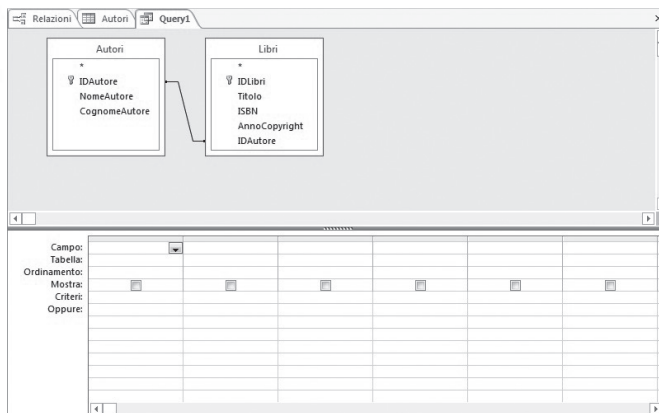 Relazioni Autori Query1
Autori Libri
*
IDAutore
NomeAutore
CognomeAutore
*
IDLibri
Titolo
ISBN
AnnoCopyright
IDAutore
Campo:
Tabella:
Ordinamento:
Mostra:
Criteri:
Oppure: